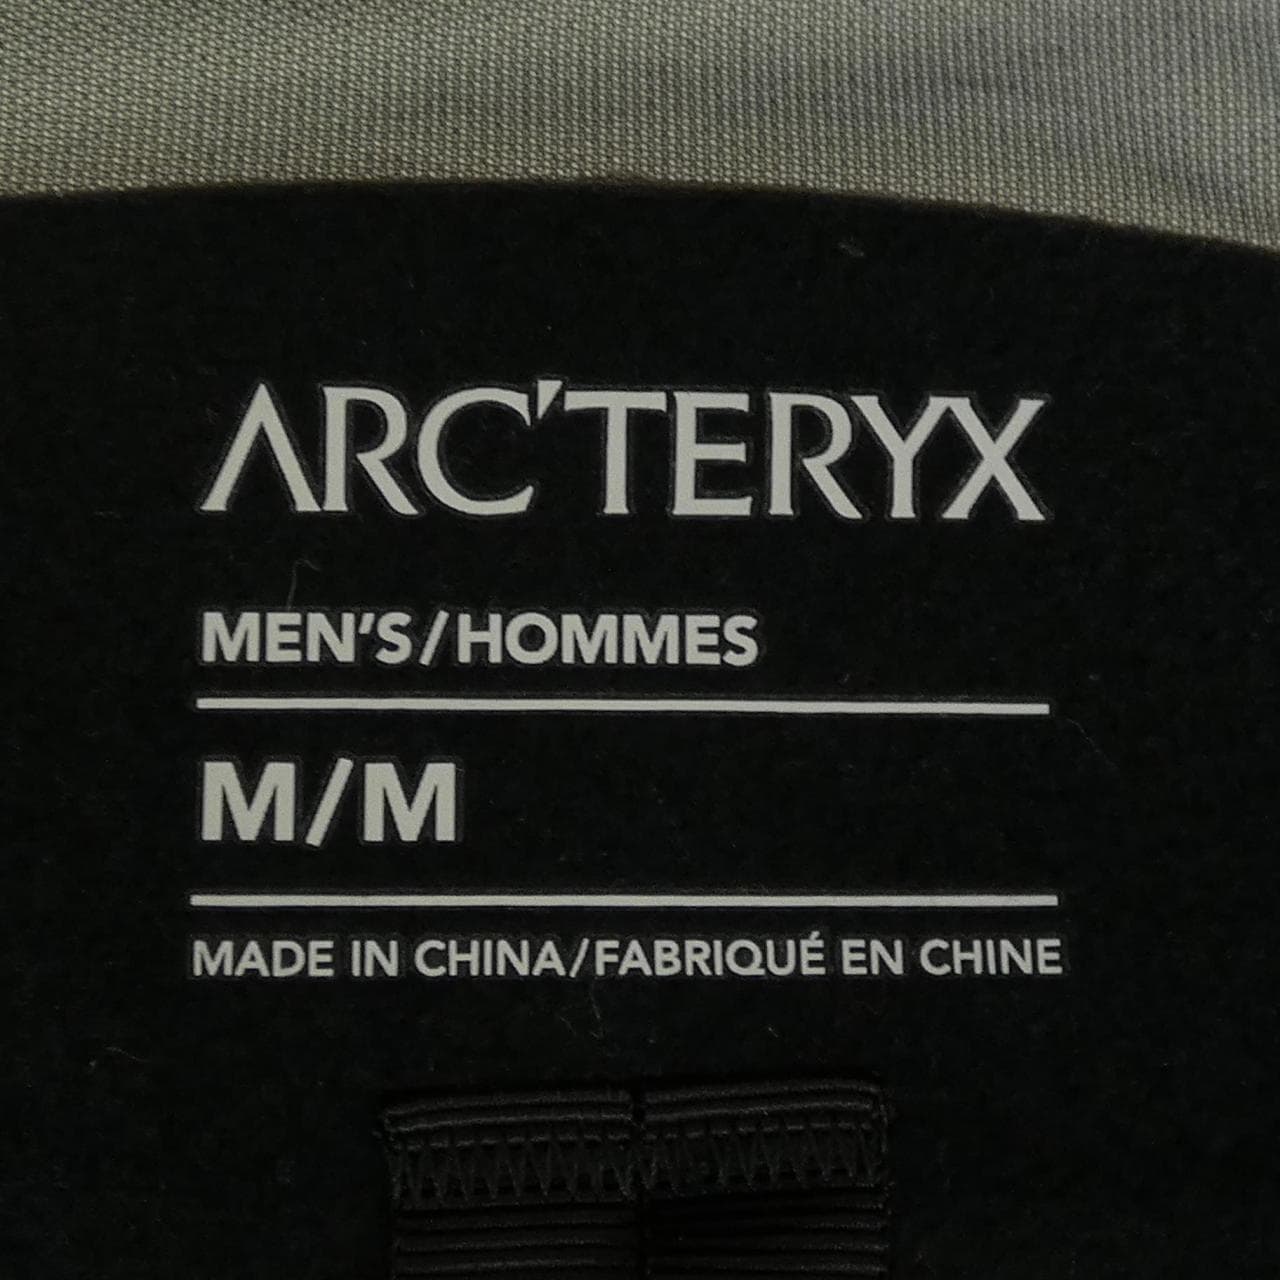 ARC'TERYX
MEN'S/HOMMES
M/M
MADE IN CHINA/FABRIQUÉ EN CHINE